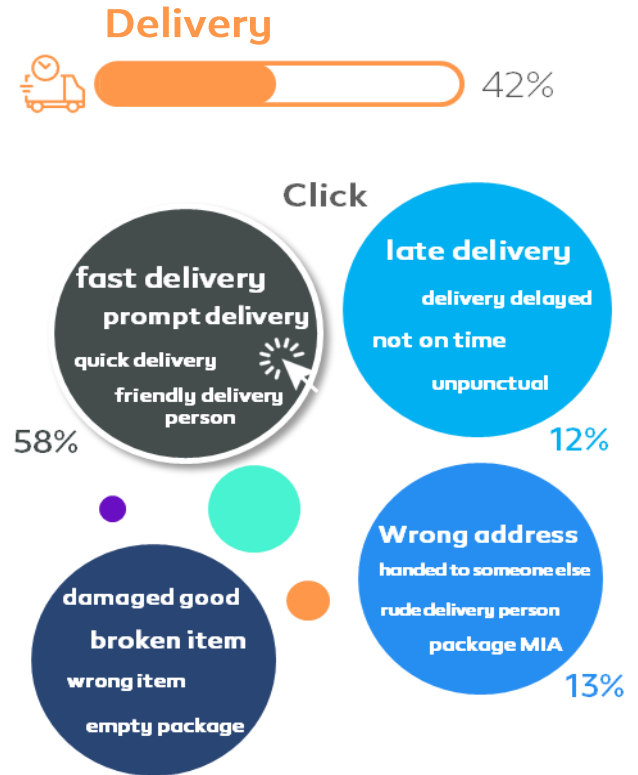 Delivery
42%
Click
fast delivery
prompt delivery
quick delivery
friendly delivery
person
58%
late delivery
delivery delayed
not on time
unpunctual
12%
damaged good
broken item
wrong item
empty package
Wrong address
handed to someone else
rude delivery person
package MIA
13%